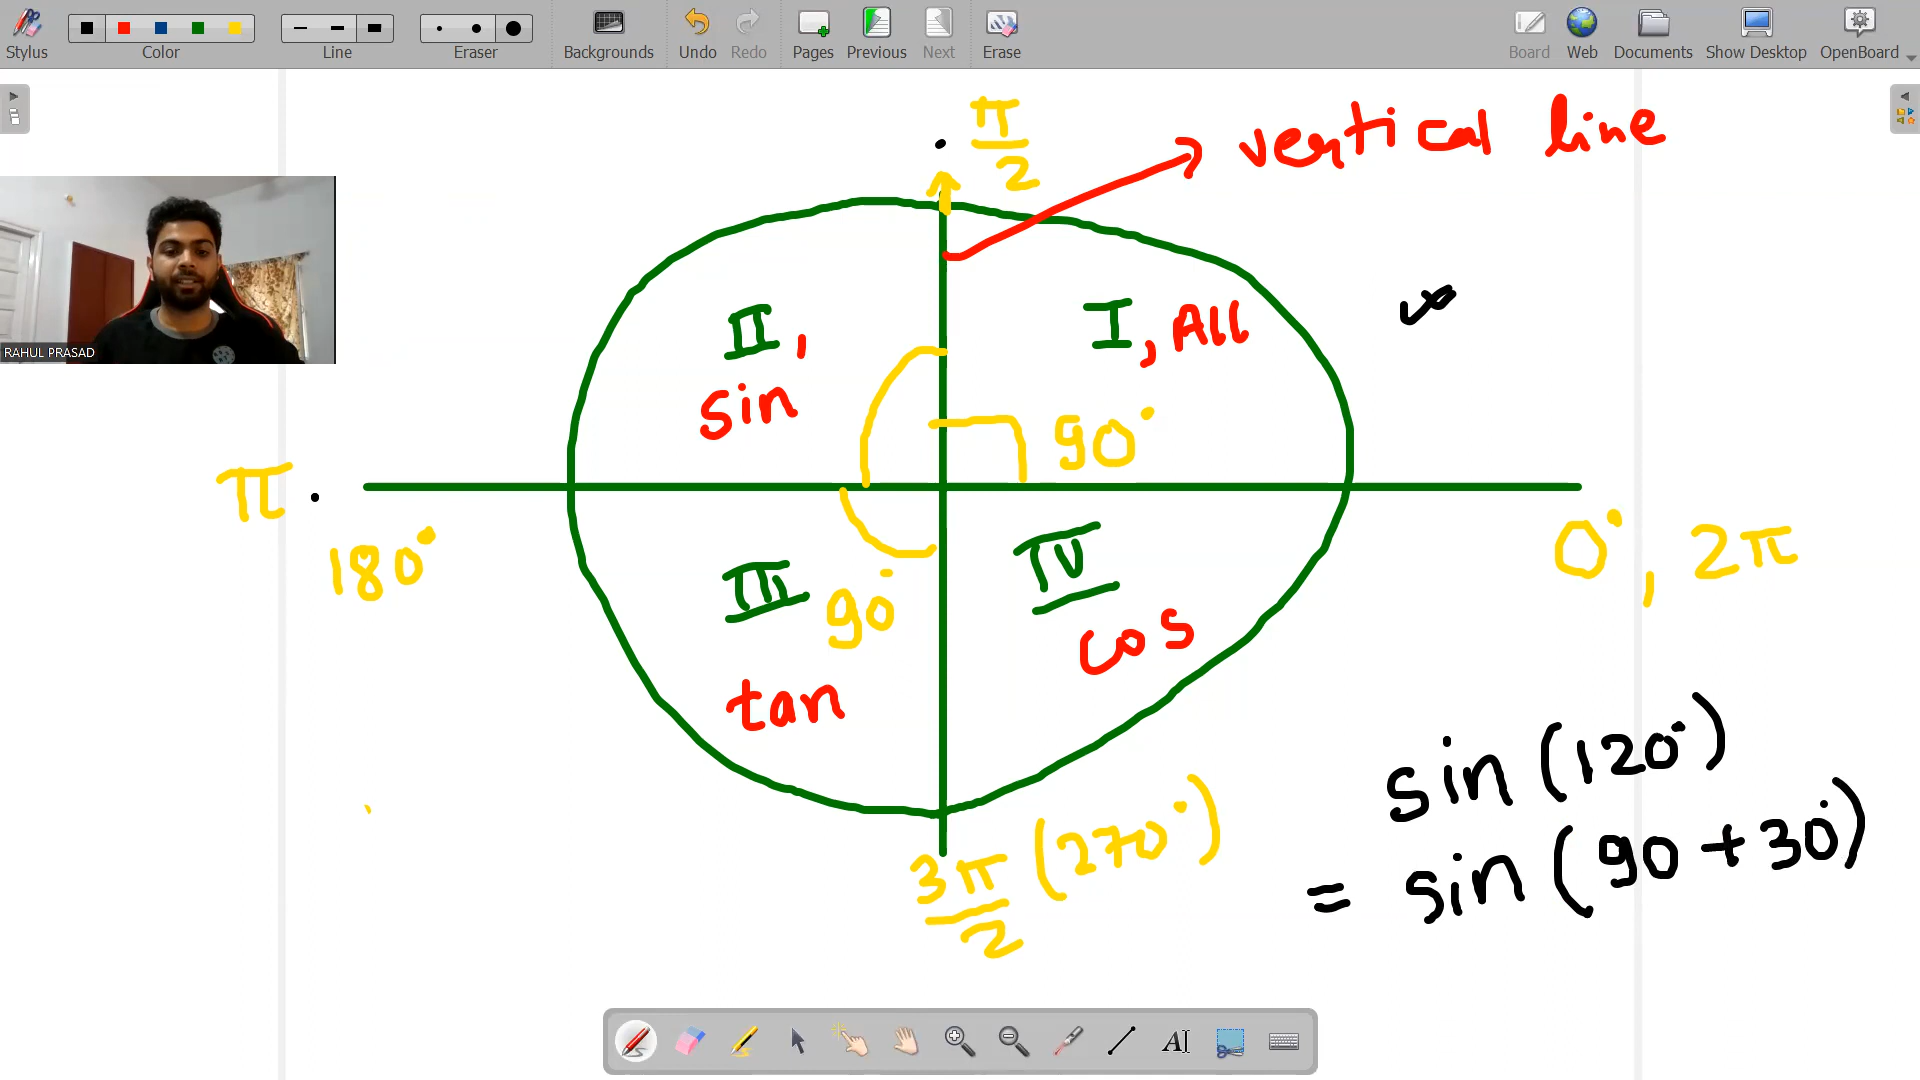 Stylus
Color
Line
Eraser
Backgrounds
Undo
Redo
Pages
Previous
Next
Erase
Board
Web
Documents
Show Desktop
OpenBoard
π/2
vertical line
RAHUL PRASAD
II,
sin
I, All
90°
π
180°
0°, 2π
III
90°
tan
IV
cos
3π/2 (270°)
sin (120°)
= sin (90 + 30°)
AI